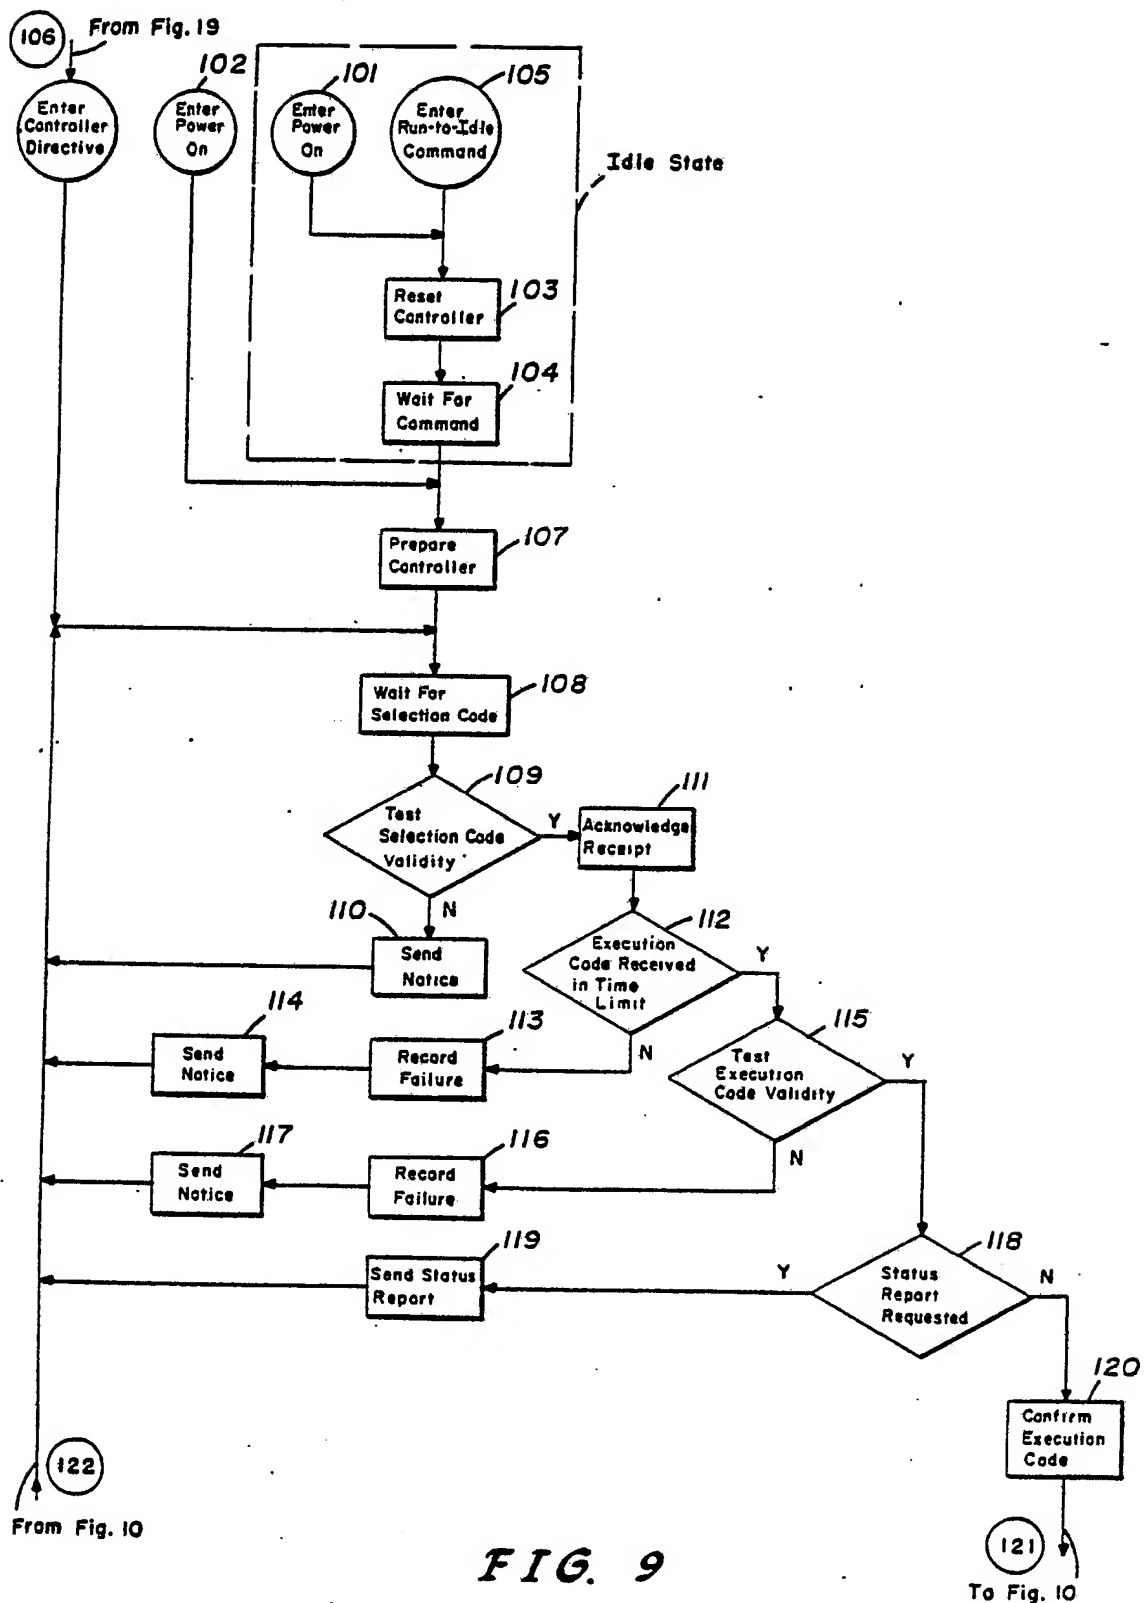 106
From Fig. 19
102
101
105
Enter
Controller
Directive
Enter
Power
On
Enter
Power
On
Enter
Run-to-Idle
Command
Idle State
Reset
Controller
103
Wait For
Command
104
Prepare
Controller
107
Wait For
Selection Code
108
109
Test
Selection Code
Validity
Y
N
111
Acknowledge
Receipt
110
Send
Notice
112
Execution
Code Received
in Time
Limit
Y
N
114
Send
Notice
113
Record
Failure
115
Test
Execution
Code Validity
Y
N
117
Send
Notice
116
Record
Failure
119
Send Status
Report
118
Status
Report
Requested
Y
N
120
Confirm
Execution
Code
122
From Fig. 10
121
To Fig. 10
FIG. 9